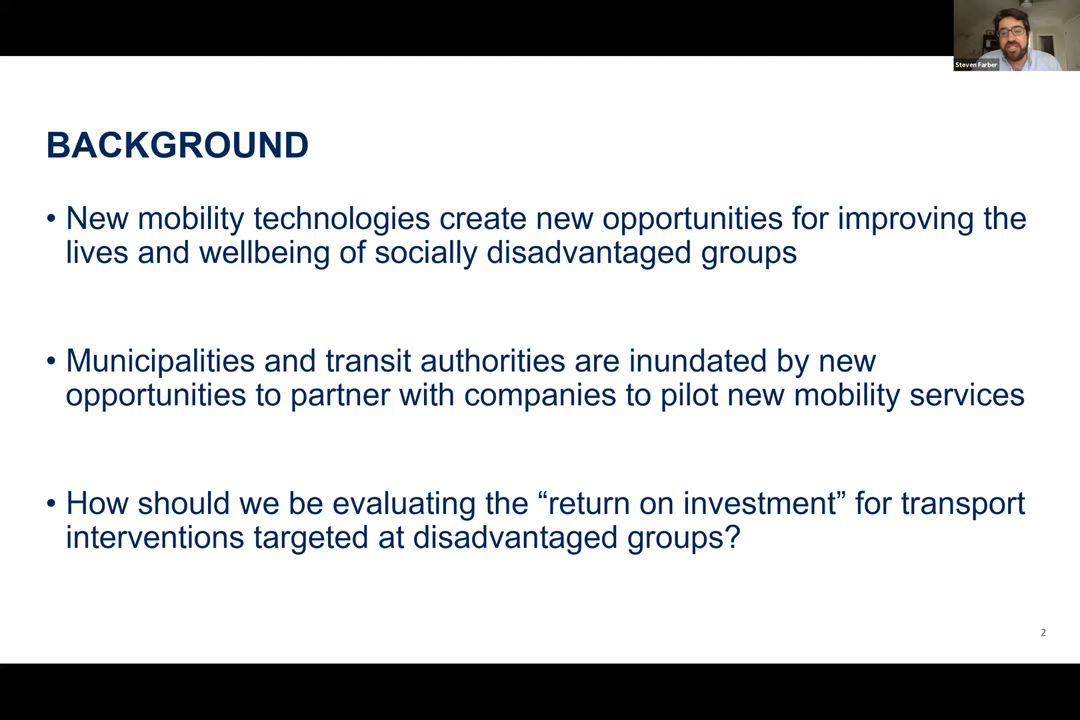 Steven Farber
BACKGROUND
• New mobility technologies create new opportunities for improving the
lives and wellbeing of socially disadvantaged groups
• Municipalities and transit authorities are inundated by new
opportunities to partner with companies to pilot new mobility services
• How should we be evaluating the “return on investment” for transport
interventions targeted at disadvantaged groups?
2